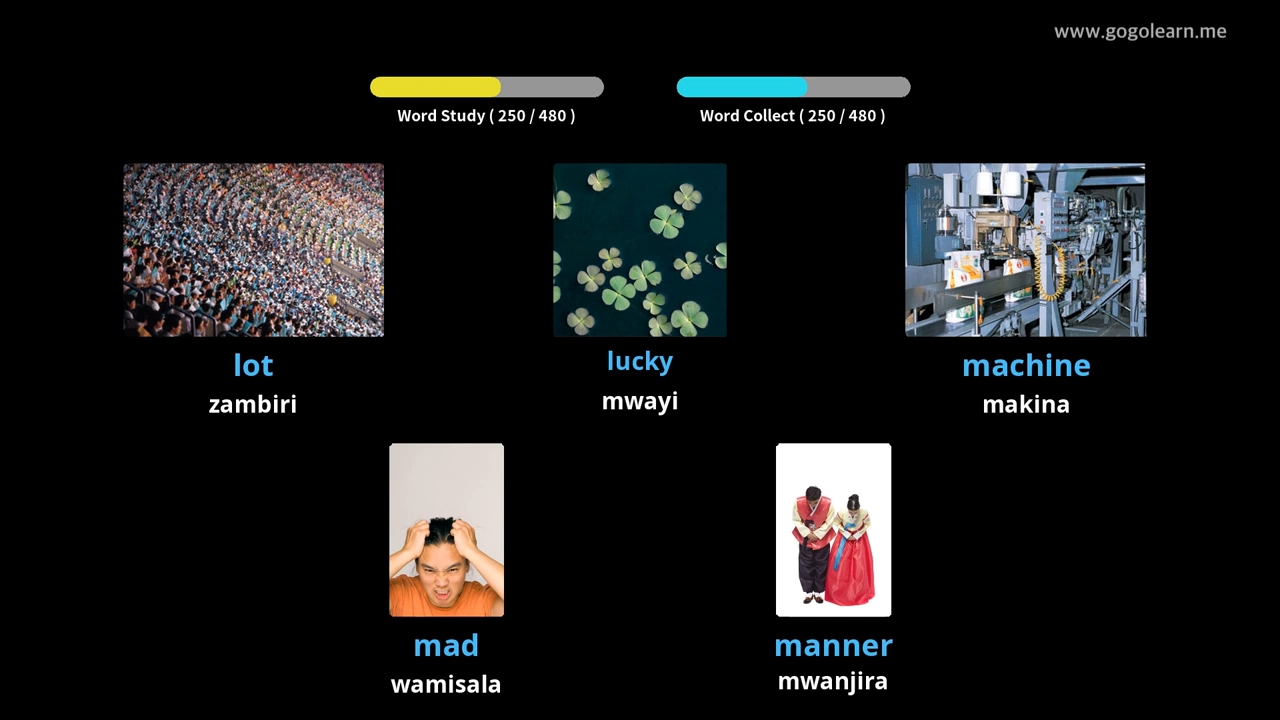 www.gogolearn.me
Word Study ( 250 / 480 )
Word Collect ( 250 / 480 )
lot
zambiri
lucky
mwayi
machine
makina
mad
wamisala
manner
mwanjira